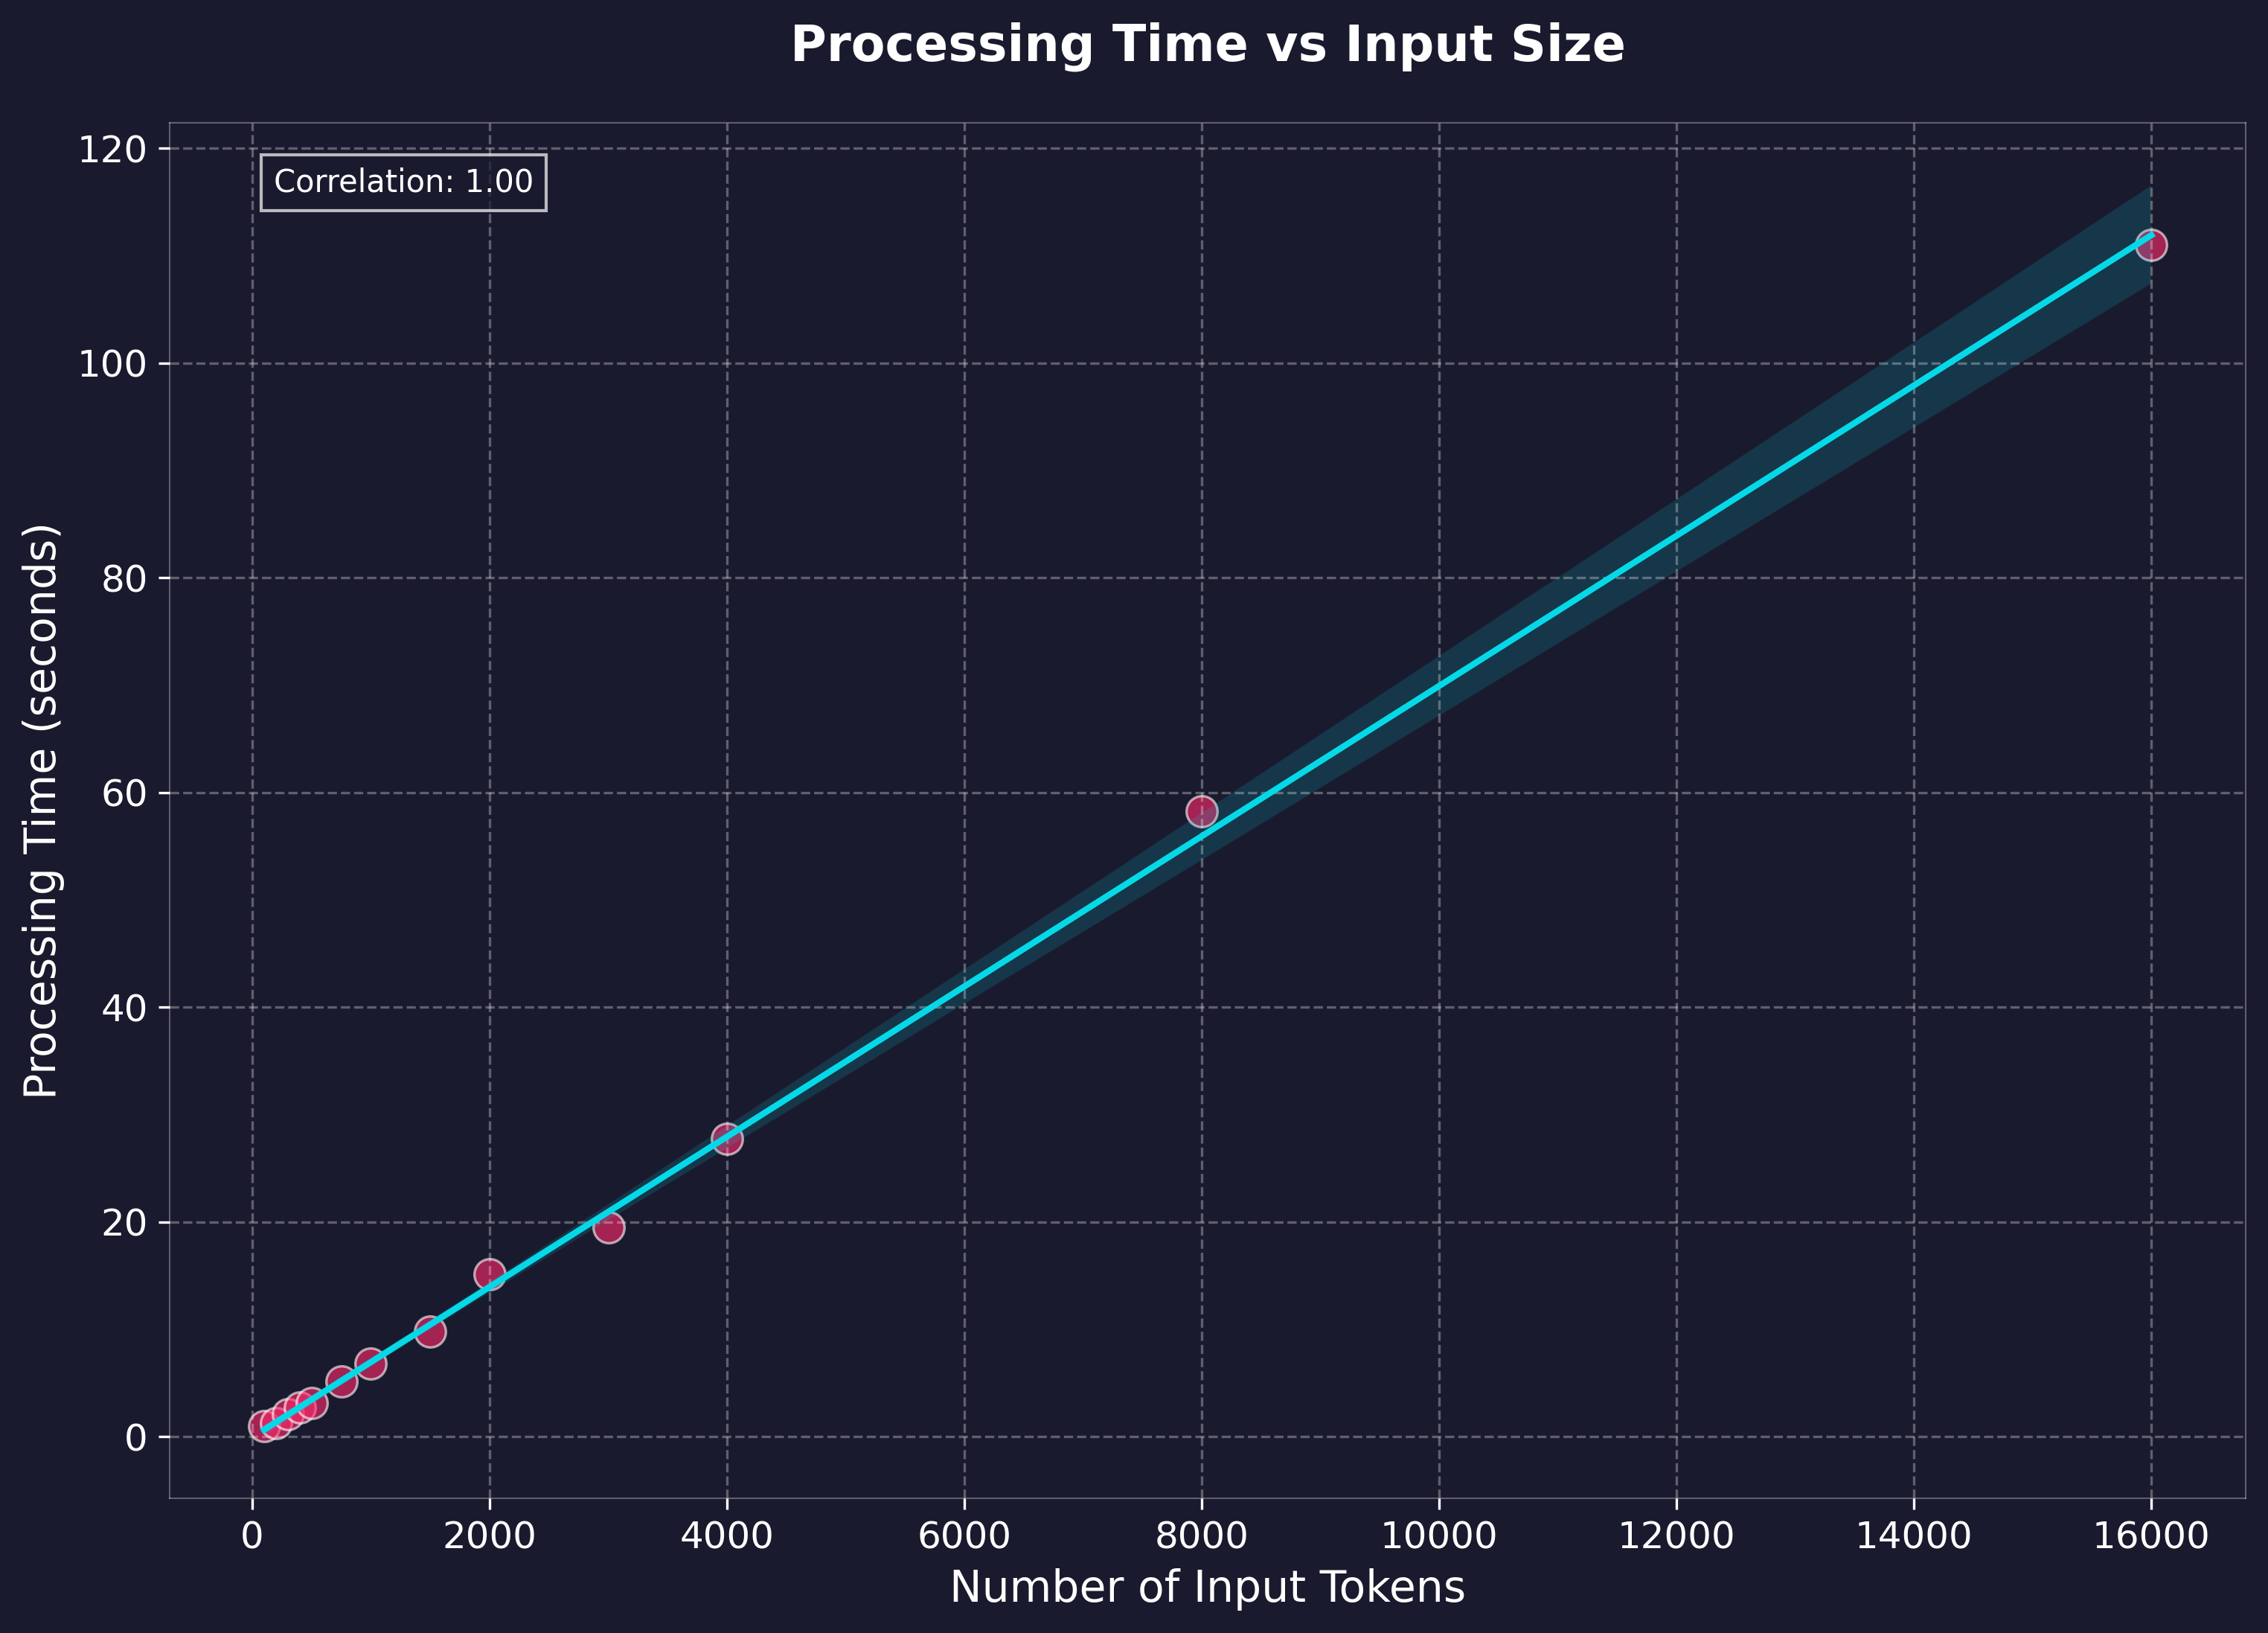 Processing Time vs Input Size
Correlation: 1.00
Processing Time (seconds)
120
100
80
60
40
20
0
0 2000 4000 6000 8000 10000 12000 14000 16000
Number of Input Tokens